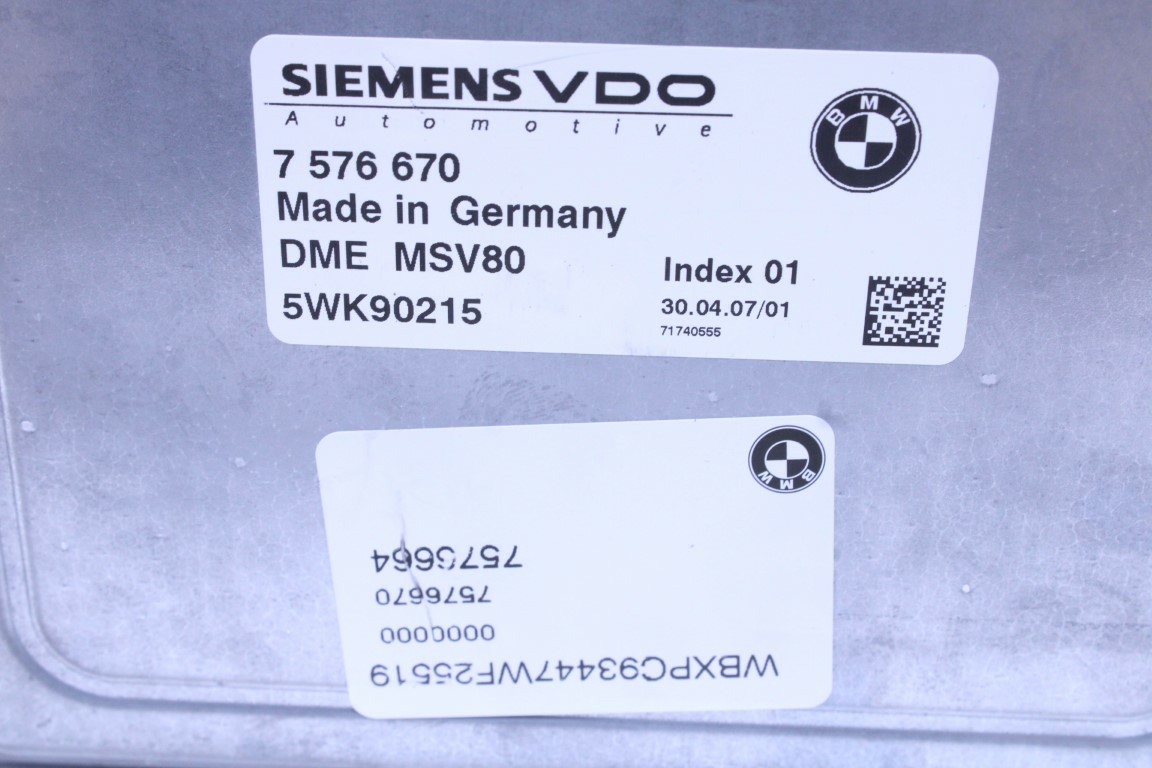 SIEMENS VDO
Automotive
BMW
7 576 670
Made in Germany
DME MSV80
5WK90215
Index 01
30.04.07/01
71740555
WBXPC93447WF25519
0000000
7576670
7576664
BMW